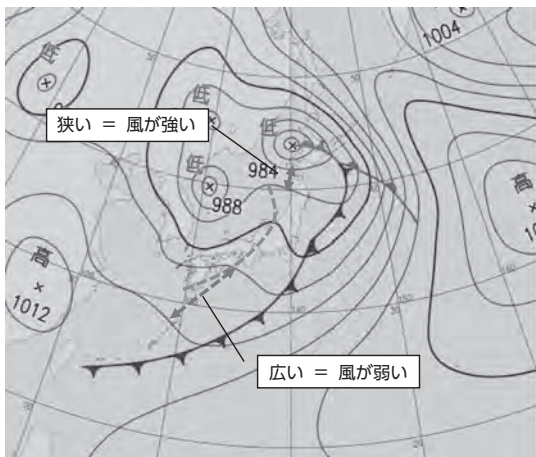 1004
低
低
狭い ＝ 風が強い
低
984
988
高
高
1012
広い ＝ 風が弱い